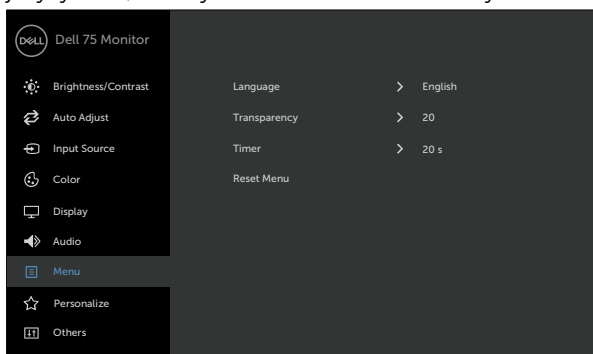 DELL
Dell 75 Monitor
Brightness/Contrast
Auto Adjust
Input Source
Color
Display
Audio
Menu
Personalize
Others
Language > English
Transparency > 20
Timer > 20 s
Reset Menu